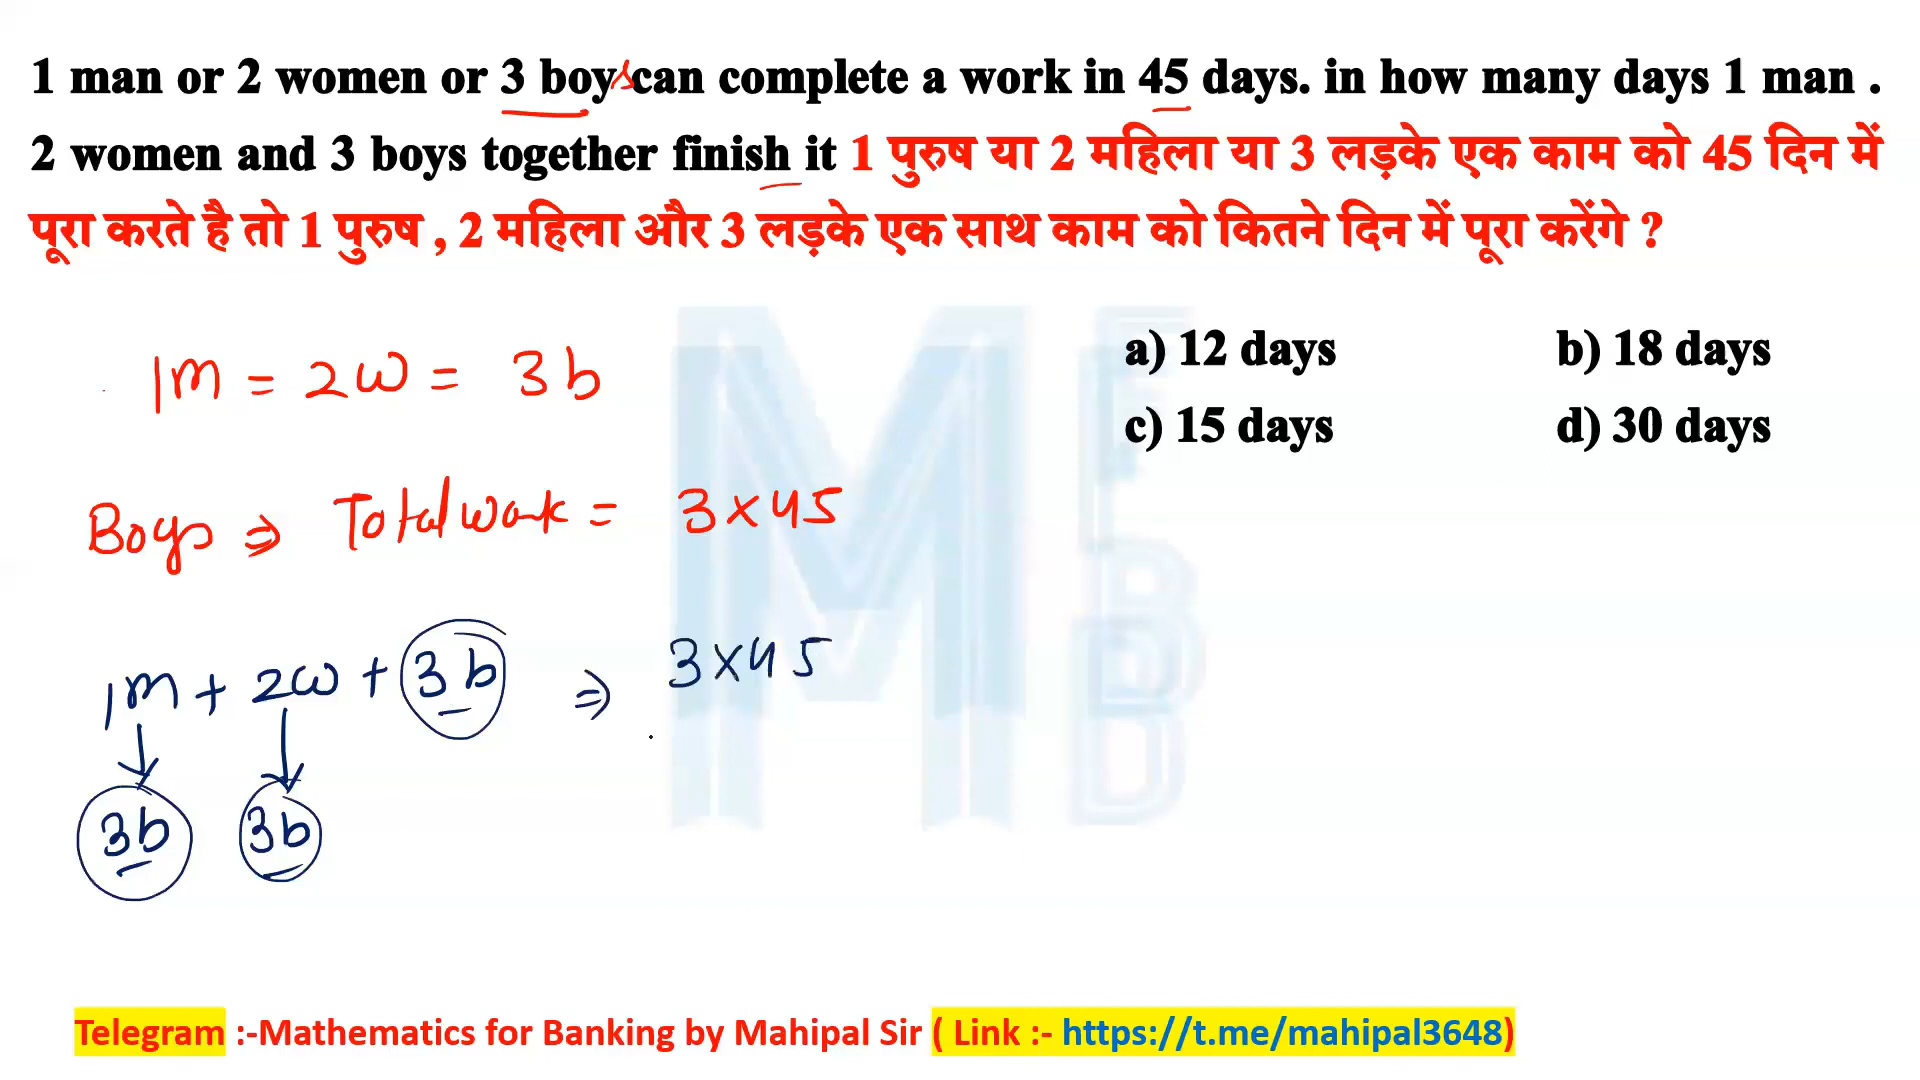 1 man or 2 women or 3 boys can complete a work in 45 days. in how many days 1 man .
2 women and 3 boys together finish it 1 पुरुष या 2 महिला या 3 लड़के एक काम को 45 दिन में
पूरा करते है तो 1 पुरुष , 2 महिला और 3 लड़के एक साथ काम को कितने दिन में पूरा करेंगे ?
a) 12 days b) 18 days
c) 15 days d) 30 days
1m = 2w = 3b
Boys ⇒ Total work = 3×45
1m + 2w + 3b ⇒ 3×45
3b 3b
MFBD
Telegram :-Mathematics for Banking by Mahipal Sir ( Link :- https://t.me/mahipal3648)